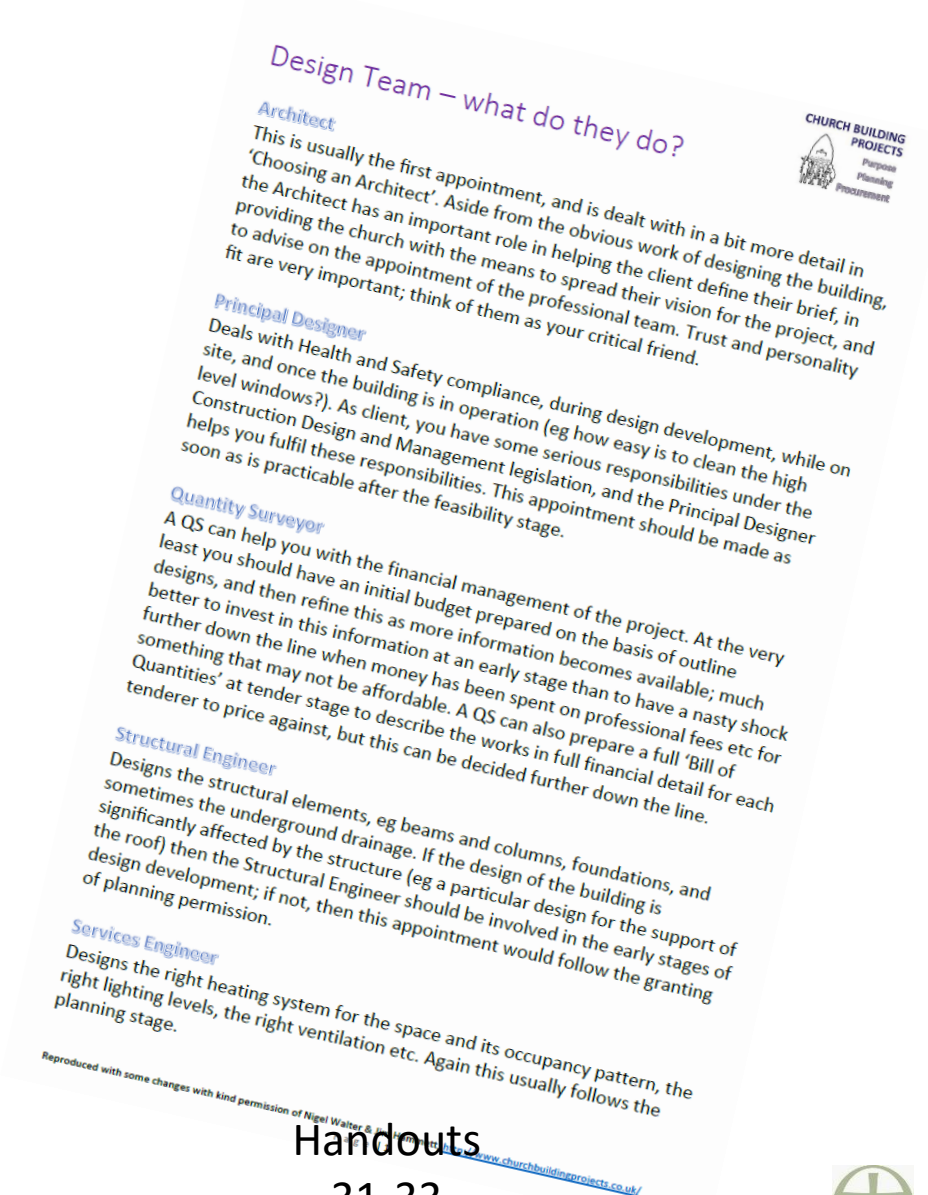 Design Team – what do they do?
CHURCH BUILDING
PROJECTS
Purpose
Planning
Procurement
Architect
This is usually the first appointment, and is dealt with in a bit more detail in
‘Choosing an Architect’. Aside from the obvious work of designing the building,
the Architect has an important role in helping the client define their brief, in
providing the church with the means to spread their vision for the project, and
to advise on the appointment of the professional team. Trust and personality
fit are very important; think of them as your critical friend.
Principal Designer
Deals with Health and Safety compliance, during design development, while on
site, and once the building is in operation (eg how easy is to clean the high
level windows?). As client, you have some serious responsibilities under the
Construction Design and Management legislation, and the Principal Designer
helps you fulfil these responsibilities. This appointment should be made as
soon as is practicable after the feasibility stage.
Quantity Surveyor
A QS can help you with the financial management of the project. At the very
least you should have an initial budget prepared on the basis of outline
designs, and then refine this as more information becomes available; much
better to invest in this information at an early stage than to have a nasty shock
further down the line when money has been spent on professional fees etc for
something that may not be affordable. A QS can also prepare a full ‘Bill of
Quantities’ at tender stage to describe the works in full financial detail for each
tenderer to price against, but this can be decided further down the line.
Structural Engineer
Designs the structural elements, eg beams and columns, foundations, and
sometimes the underground drainage. If the design of the building is
significantly affected by the structure (eg a particular design for the support of
the roof) then the Structural Engineer should be involved in the early stages of
design development; if not, then this appointment would follow the granting
of planning permission.
Services Engineer
Designs the right heating system for the space and its occupancy pattern, the
right lighting levels, the right ventilation etc. Again this usually follows the
planning stage.
Reproduced with some changes with kind permission of Nigel Walter & www.churchbuildingprojects.co.uk/
Handouts
21-22